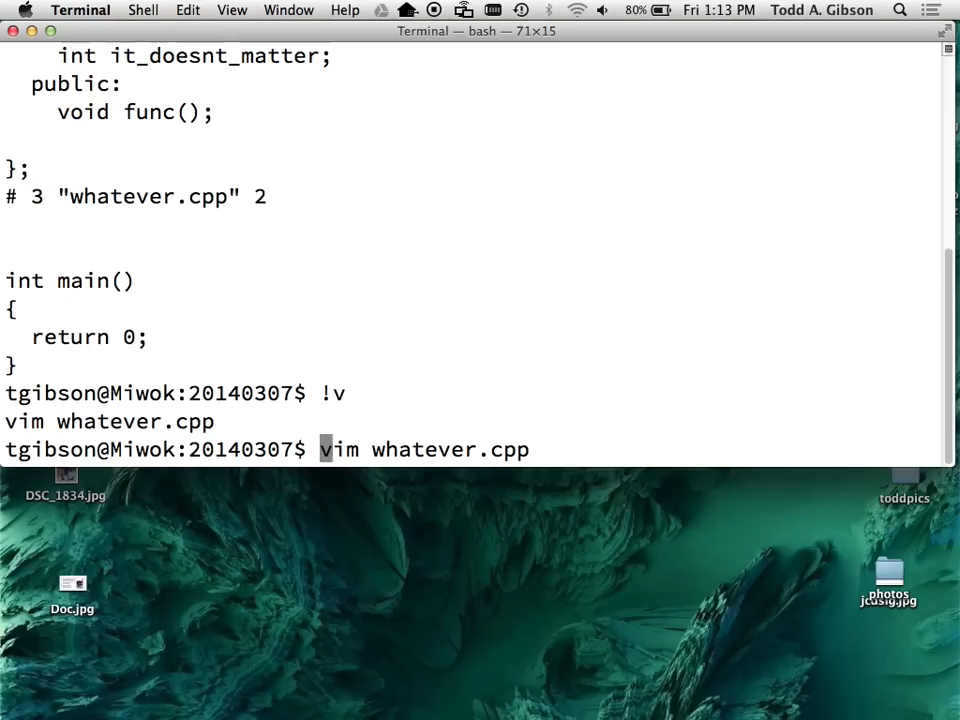 Terminal Shell Edit View Window Help 80% Fri 1:13 PM Todd A. Gibson
Terminal — bash — 71×15
int it_doesnt_matter;
public:
void func();
};
# 3 "whatever.cpp" 2
int main()
{
return 0;
}
tgibson@Miwok:20140307$ !v
vim whatever.cpp
tgibson@Miwok:20140307$ vim whatever.cpp
DSC_1834.jpg
toddpics
Doc.jpg
photos
jcdsig.jpg